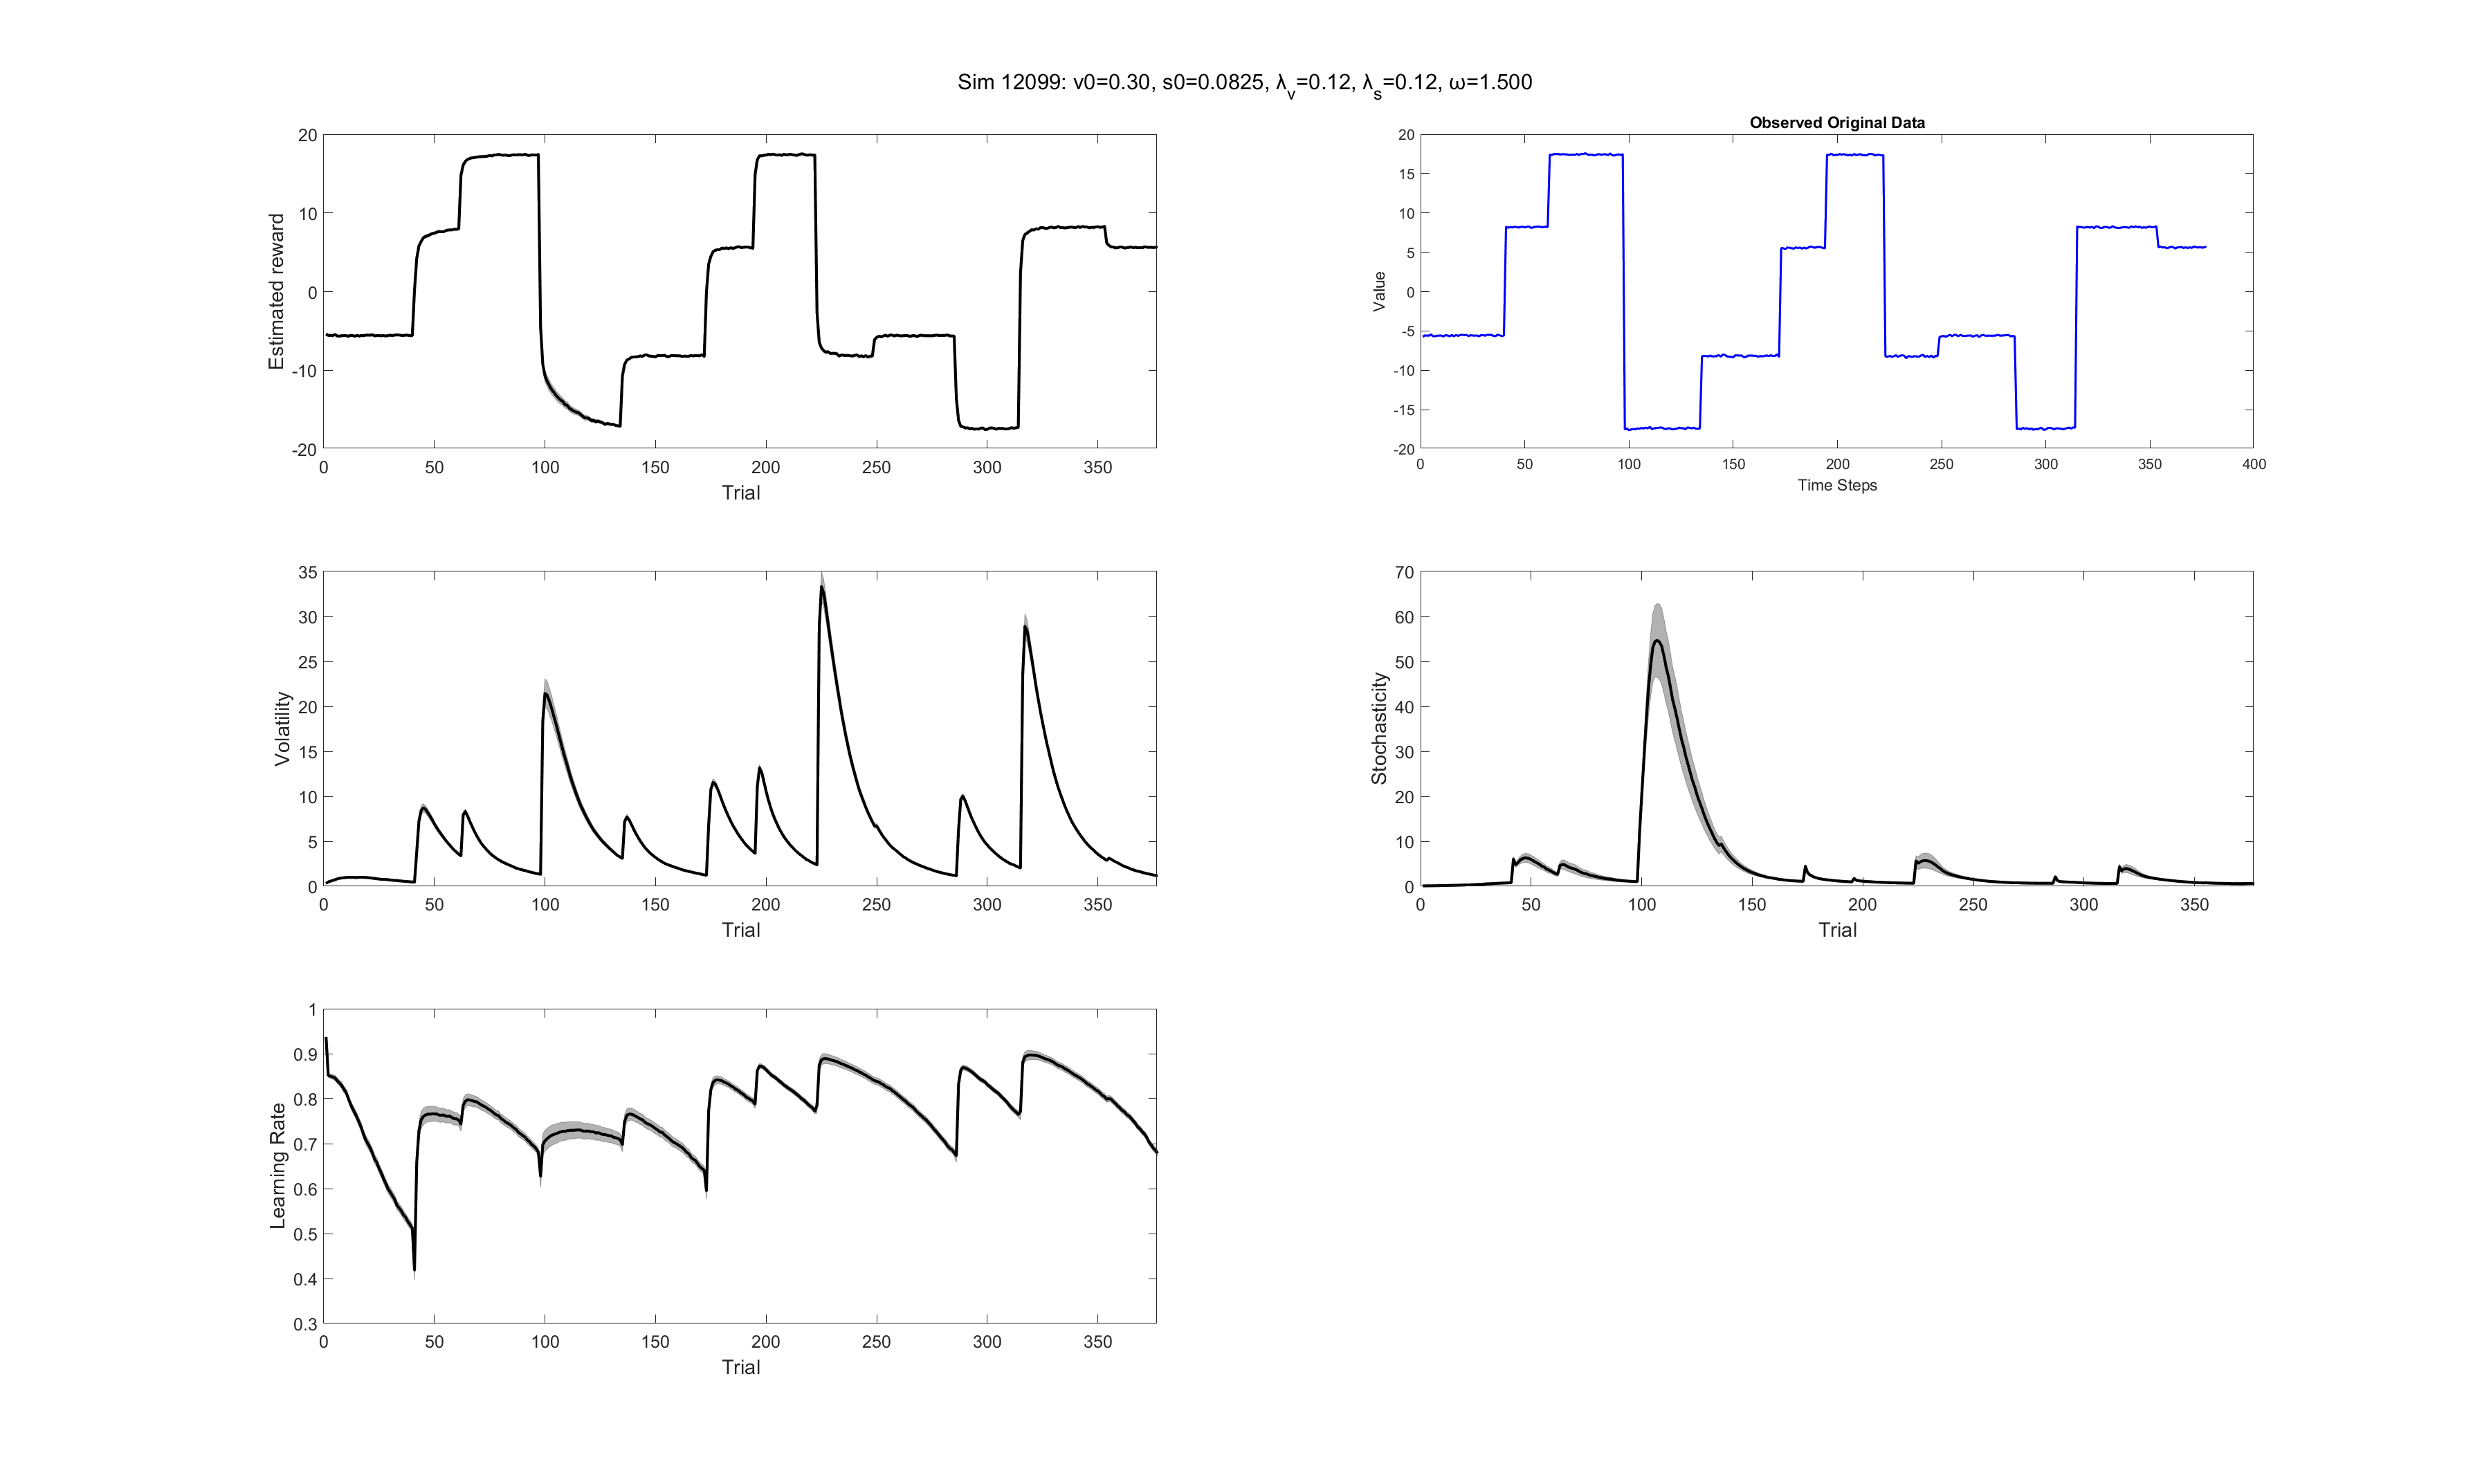 Sim 12099: v0=0.30, s0=0.0825, λv=0.12, λs=0.12, ω=1.500
20
10
0
-10
-20
Estimated reward
0 50 100 150 200 250 300 350
Trial
Observed Original Data
20
15
10
5
0
-5
-10
-15
-20
Value
0 50 100 150 200 250 300 350 400
Time Steps
35
30
25
20
15
10
5
0
Volatility
0 50 100 150 200 250 300 350
Trial
70
60
50
40
30
20
10
0
Stochasticity
0 50 100 150 200 250 300 350
Trial
1
0.9
0.8
0.7
0.6
0.5
0.4
0.3
Learning Rate
0 50 100 150 200 250 300 350
Trial